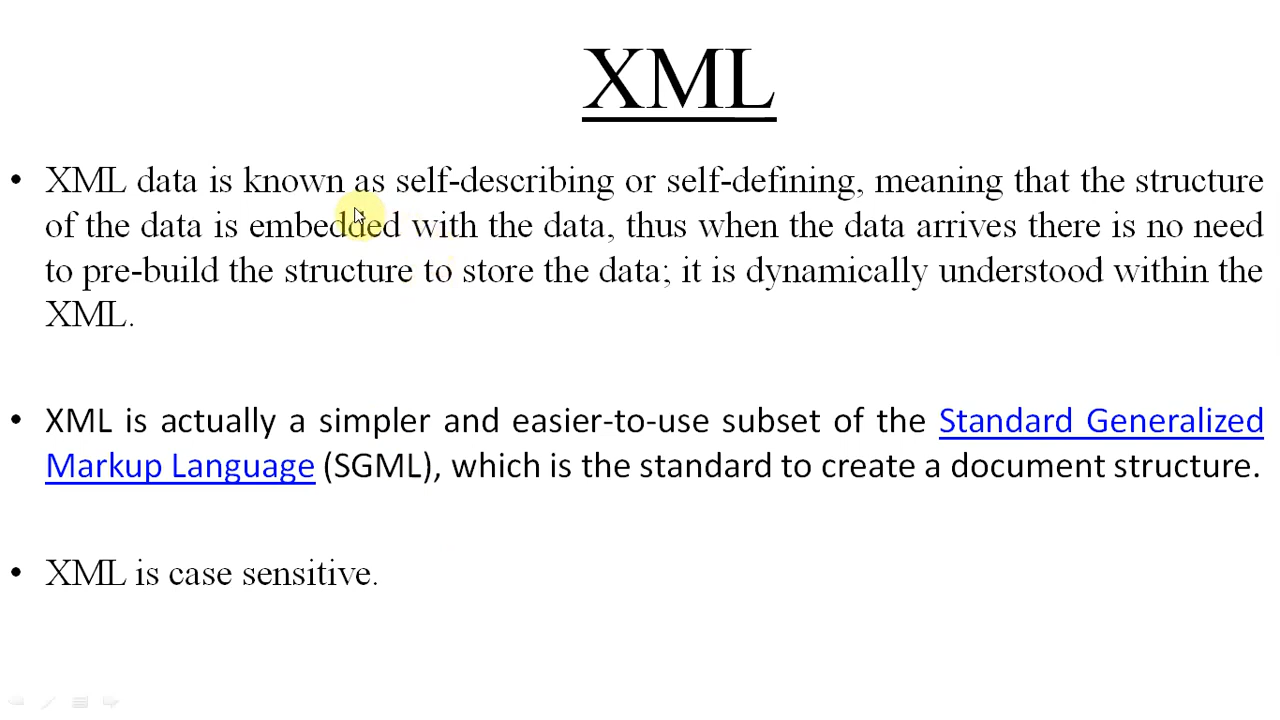 XML
• XML data is known as self-describing or self-defining, meaning that the structure
of the data is embedded with the data, thus when the data arrives there is no need
to pre-build the structure to store the data; it is dynamically understood within the
XML.
• XML is actually a simpler and easier-to-use subset of the Standard Generalized
Markup Language (SGML), which is the standard to create a document structure.
• XML is case sensitive.